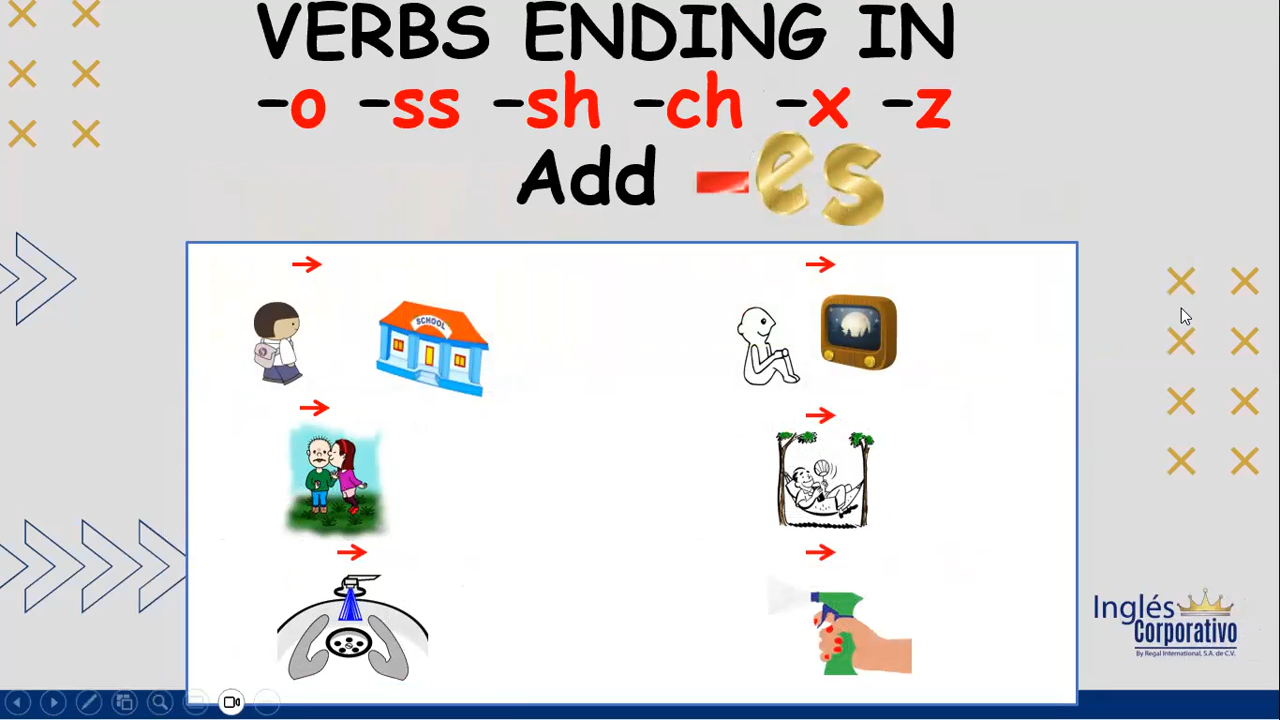 VERBS ENDING IN
-o -ss -sh -ch -x -z
Add -es
SCHOOL
Inglés
Corporativo
By Regal International, S.A. de C.V.